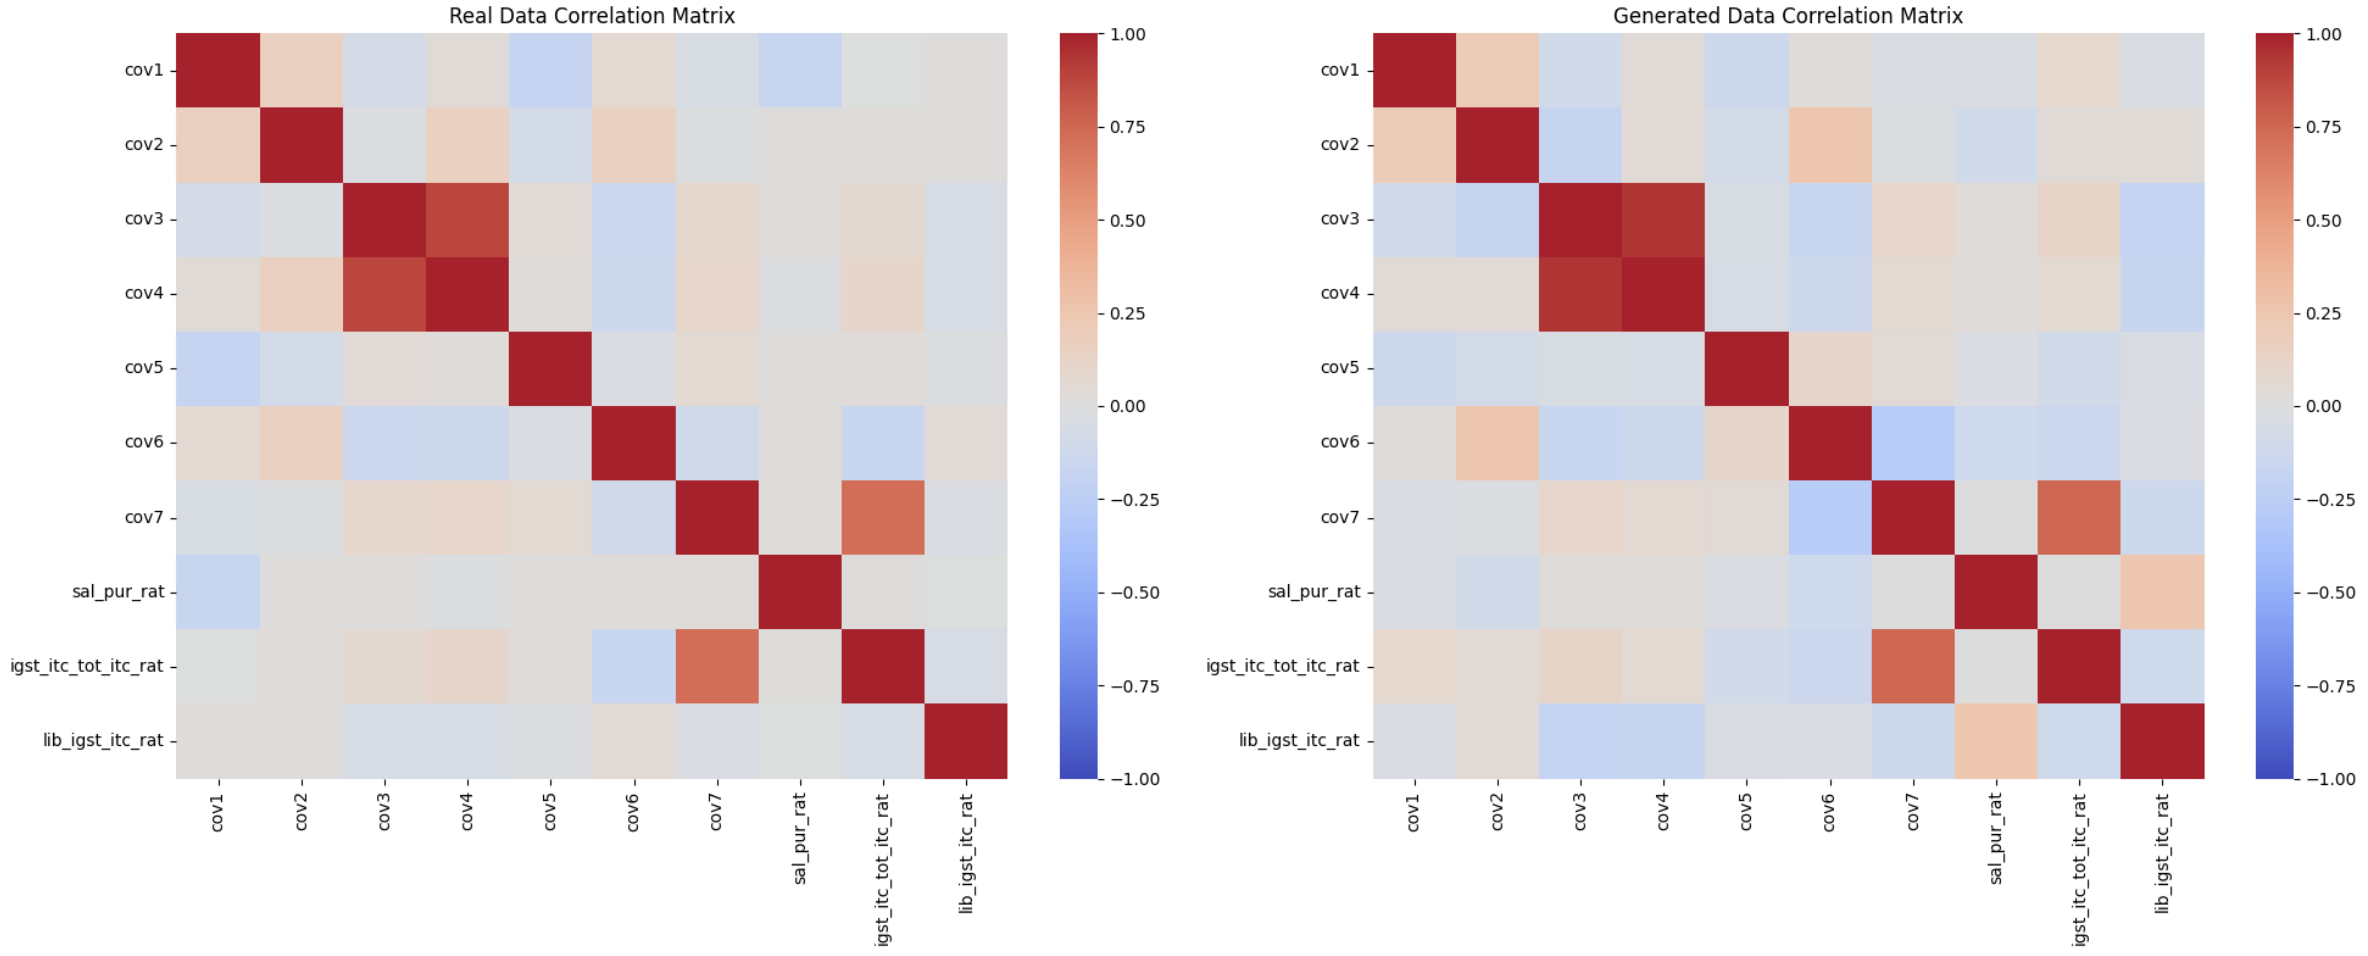 Real Data Correlation Matrix
cov1
cov2
cov3
cov4
cov5
cov6
cov7
sal_pur_rat
igst_itc_tot_itc_rat
lib_igst_itc_rat
cov1
cov2
cov3
cov4
cov5
cov6
cov7
sal_pur_rat
igst_itc_tot_itc_rat
lib_igst_itc_rat
1.00
0.75
0.50
0.25
0.00
−0.25
−0.50
−0.75
−1.00
Generated Data Correlation Matrix
cov1
cov2
cov3
cov4
cov5
cov6
cov7
sal_pur_rat
igst_itc_tot_itc_rat
lib_igst_itc_rat
cov1
cov2
cov3
cov4
cov5
cov6
cov7
sal_pur_rat
igst_itc_tot_itc_rat
lib_igst_itc_rat
1.00
0.75
0.50
0.25
0.00
−0.25
−0.50
−0.75
−1.00